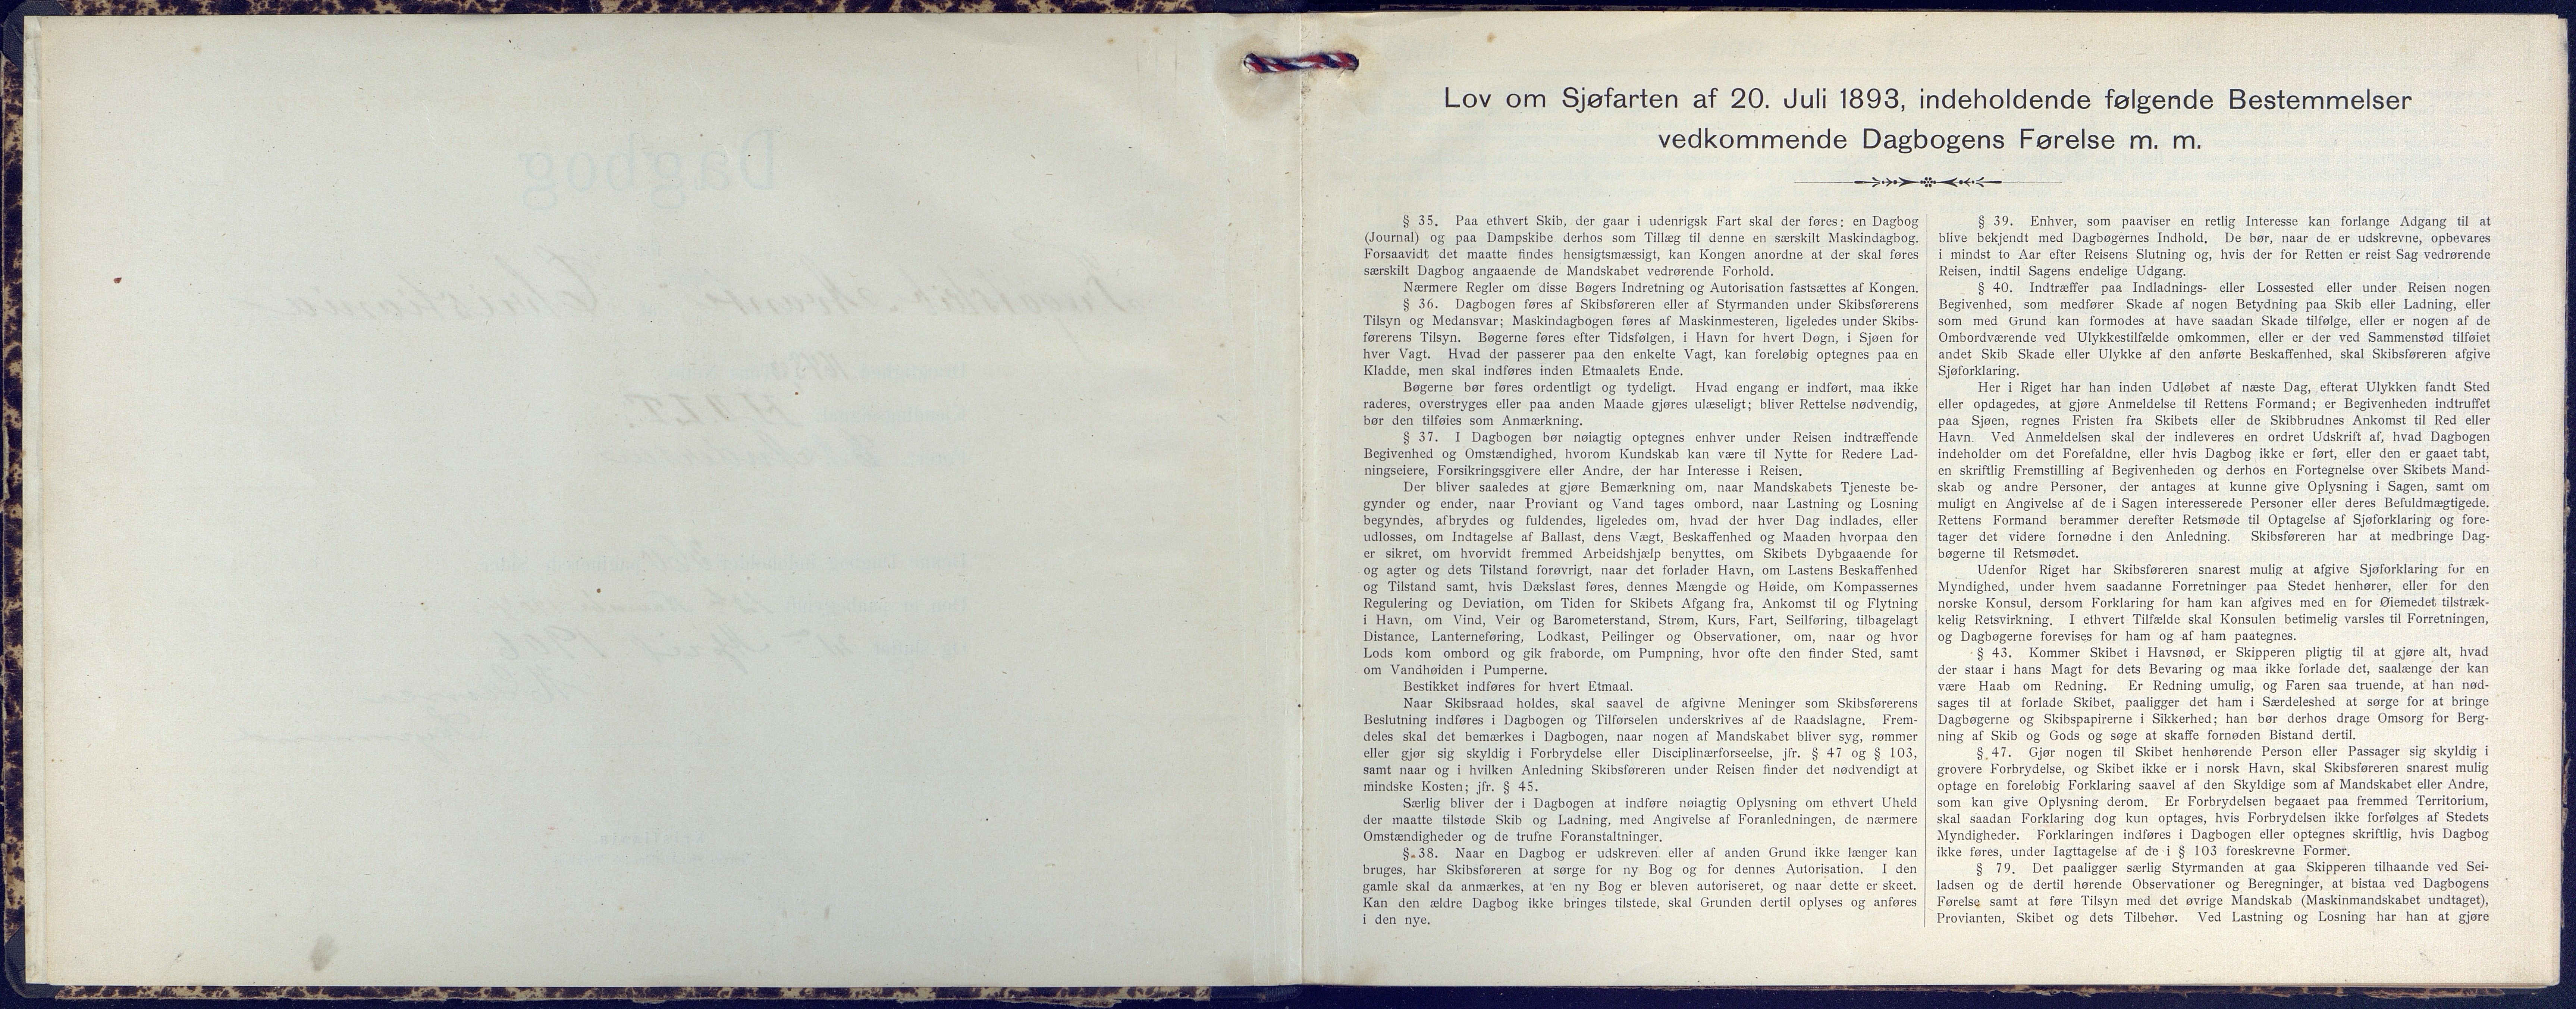 Lov om Sjøfarten af 20. Juli 1893, indeholdende følgende Bestemmelser
vedkommende Dagbogens Førelse m. m.
§ 35. Paa ethvert Skib, der gaar i udenrigsk Fart skal der føres: en Dagbog
(Journal) og paa Dampskibe derhos som Tillæg til denne en særskilt Maskindagbog.
Forsaavidt det maatte findes hensigtsmæssigt, kan Kongen anordne at der skal føres
særskilt Dagbog angaaende de Mandskabet vedrørende Forhold.
Nærmere Regler om disse Bøgers Indretning og Autorisation fastsættes af Kongen.
§ 36. Dagbogen føres af Skibsføreren eller af Styrmanden under Skibsførerens
Tilsyn og Medansvar; Maskindagbogen føres af Maskinmesteren, ligeledes under Skibs-
førerens Tilsyn. Bøgerne føres efter Tidsfølgen, i Havn for hvert Døgn, i Sjøen for
hver Vagt. Hvad der passerer paa den enkelte Vagt, kan foreløbig optegnes paa en
Kladde, men skal indføres inden Etmaalets Ende.
Bøgerne bør føres ordentligt og tydeligt. Hvad engang er indført, maa ikke
raderes, overstryges eller paa anden Maade gjøres ulæseligt; bliver Rettelse nødvendig,
bør den tilføies som Anmærkning.
§ 37. I Dagbogen bør nøiagtig optegnes enhver under Reisen indtræffende
Begivenhed og Omstændighed, hvorom Kundskab kan være til Nytte for Redere Lad-
ningseiere, Forsikringsgivere eller Andre, der har Interesse i Reisen.
Der bliver saaledes at gjøre Bemærkning om, naar Mandskabets Tjeneste be-
gynder og ender, naar Proviant og Vand tages ombord, naar Lastning og Losning
begyndes, afbrydes og fuldendes, ligeledes om, hvad der hver Dag indlades, eller
udlosses, om Indtagelse af Ballast, dens Vægt, Beskaffenhed og Maaden hvorpaa den
er sikret, om hvorvidt fremmed Arbeidshjælp benyttes, om Skibets Dybgaaende for
og agter og dets Tilstand forøvrigt, naar det forlader Havn, om Lastens Beskaffenhed
og Tilstand samt, hvis Dækslast føres, dennes Mængde og Høide, om Kompassernes
Regulering og Deviation, om Tiden for Skibets Afgang fra, Ankomst til og Flytning
i Havn, om Vind, Veir og Barometerstand, Strøm, Kurs, Fart, Seilføring, tilbagelagt
Distance, Lanterneføring, Lodkast, Peilinger og Observationer, om, naar og hvor
Lods kom ombord og gik fraborde, om Pumpning, hvor ofte den finder Sted, samt
om Vandhøiden i Pumperne.
Bestikket indføres for hvert Etmaal.
Naar Skibsraad holdes, skal saavel de afgivne Meninger som Skibsførerens
Beslutning indføres i Dagbogen og Tilførselen underskrives af de Raadslagne. Frem-
deles skal det bemærkes i Dagbogen, naar nogen af Mandskabet bliver syg, rømmer
eller gjør sig skyldig i Forbrydelse eller Disciplinærforseelse, jfr. § 47 og § 103,
samt naar og i hvilken Anledning Skibsføreren under Reisen finder det nødvendigt at
mindske Kosten; jfr. § 45.
Særlig bliver der i Dagbogen at indføre nøiagtig Oplysning om ethvert Uheld
der maatte tilstøde Skib og Ladning, med Angivelse af Foranledningen, de nærmere
Omstændigheder og de trufne Foranstaltninger.
§ 38. Naar en Dagbog er udskreven eller af anden Grund ikke længer kan
bruges, har Skibsføreren at sørge for ny Bog og for dennes Autorisation. I den
gamle skal da anmærkes, at en ny Bog er bleven autoriseret, og naar dette er skeet.
Kan den ældre Dagbog ikke bringes tilstede, skal Grunden dertil oplyses og anføres
i den nye.
§ 39. Enhver, som paaviser en retlig Interesse kan forlange Adgang til at
blive bekjendt med Dagbøgernes Indhold. De bør, naar de er udskrevne, opbevares
i mindst to Aar efter Reisens Slutning og, hvis der for Retten er reist Sag vedrørende
Reisen, indtil Sagens endelige Udgang.
§ 40. Indtræffer paa Indladnings- eller Lossested eller under Reisen nogen
Begivenhed, som medfører Skade af nogen Betydning paa Skib eller Ladning, eller
som med Grund kan formodes at have saadan Skade tilfølge, eller er nogen af de
Ombordværende ved Ulykkestilfælde omkommen, eller er der ved Sammenstød tilføiet
andet Skib Skade eller Ulykke af den anførte Beskaffenhed, skal Skibsføreren afgive
Sjøforklaring.
Her i Riget har han inden Udløbet af næste Dag, efterat Ulykken fandt Sted
eller opdagedes, at gjøre Anmeldelse til Rettens Formand; er Begivenheden indtruffet
paa Sjøen, regnes Fristen fra Skibets eller de Skibbrudnes Ankomst til Red eller
Havn. Ved Anmeldelsen skal der indleveres en ordret Udskrift af, hvad Dagbogen
indeholder om det Forefaldne, eller hvis Dagbog ikke er ført, eller den er gaaet tabt,
en skriftlig Fremstilling af Begivenheden og derhos en Fortegnelse over Skibets Mand-
skab og andre Personer, der antages at kunne give Oplysning i Sagen, samt om
muligt en Angivelse af de i Sagen interesserede Personer eller deres Befuldmægtigede.
Rettens Formand berammer derefter Retsmøde til Optagelse af Sjøforklaring og fore-
tager det videre fornødne i den Anledning. Skibsføreren har at medbringe Dag-
bøgerne til Retsmødet.
Udenfor Riget har Skibsføreren snarest mulig at afgive Sjøforklaring for en
Myndighed, under hvem saadanne Forretninger paa Stedet henhører, eller for den
norske Konsul, dersom Forklaring for ham kan afgives med en for Øiemedet tilstræk-
kelig Retsvirkning. I ethvert Tilfælde skal Konsulen betimelig varsles til Forretningen,
og Dagbøgerne forevises for ham og af ham paategnes.
§ 43. Kommer Skibet i Havsnød, er Skipperen pligtig til at gjøre alt, hvad
der staar i hans Magt for dets Bevaring og maa ikke forlade det, saalænge der kan
være Haab om Redning. Er Redning umulig, og Faren saa truende, at han nød-
sages til at forlade Skibet, paaligger det ham i Særdeleshed at sørge for at bringe
Dagbøgerne og Skibspapirerne i Sikkerhed; han bør derhos drage Omsorg for Berg-
ning af Skib og Gods og søge at skaffe fornøden Bistand dertil.
§ 47. Gjør nogen til Skibet henhørende Person eller Passager sig skyldig i
grovere Forbrydelse, og Skibet ikke er i norsk Havn, skal Skibsføreren snarest mulig
optage en foreløbig Forklaring saavel af den Skyldige som af Mandskabet eller Andre,
som kan give Oplysning derom. Er Forbrydelsen begaaet paa fremmed Territorium,
skal saadan Forklaring dog kun optages, hvis Forbrydelsen ikke forfølges af Stedets
Myndigheder. Forklaringen indføres i Dagbogen eller optegnes skriftlig, hvis Dagbog
ikke føres, under Iagttagelse af de i § 103 foreskrevne Former.
§ 79. Det paaligger særlig Styrmanden at gaa Skipperen tilhaande ved Sei-
ladsen og de dertil hørende Observationer og Beregninger, at bistaa ved Dagbogens
Førelse samt at føre Tilsyn med det øvrige Mandskab (Maskinmandskabet undtaget),
Provianten, Skibet og dets Tilbehør. Ved Lastning og Losning har han at gjøre